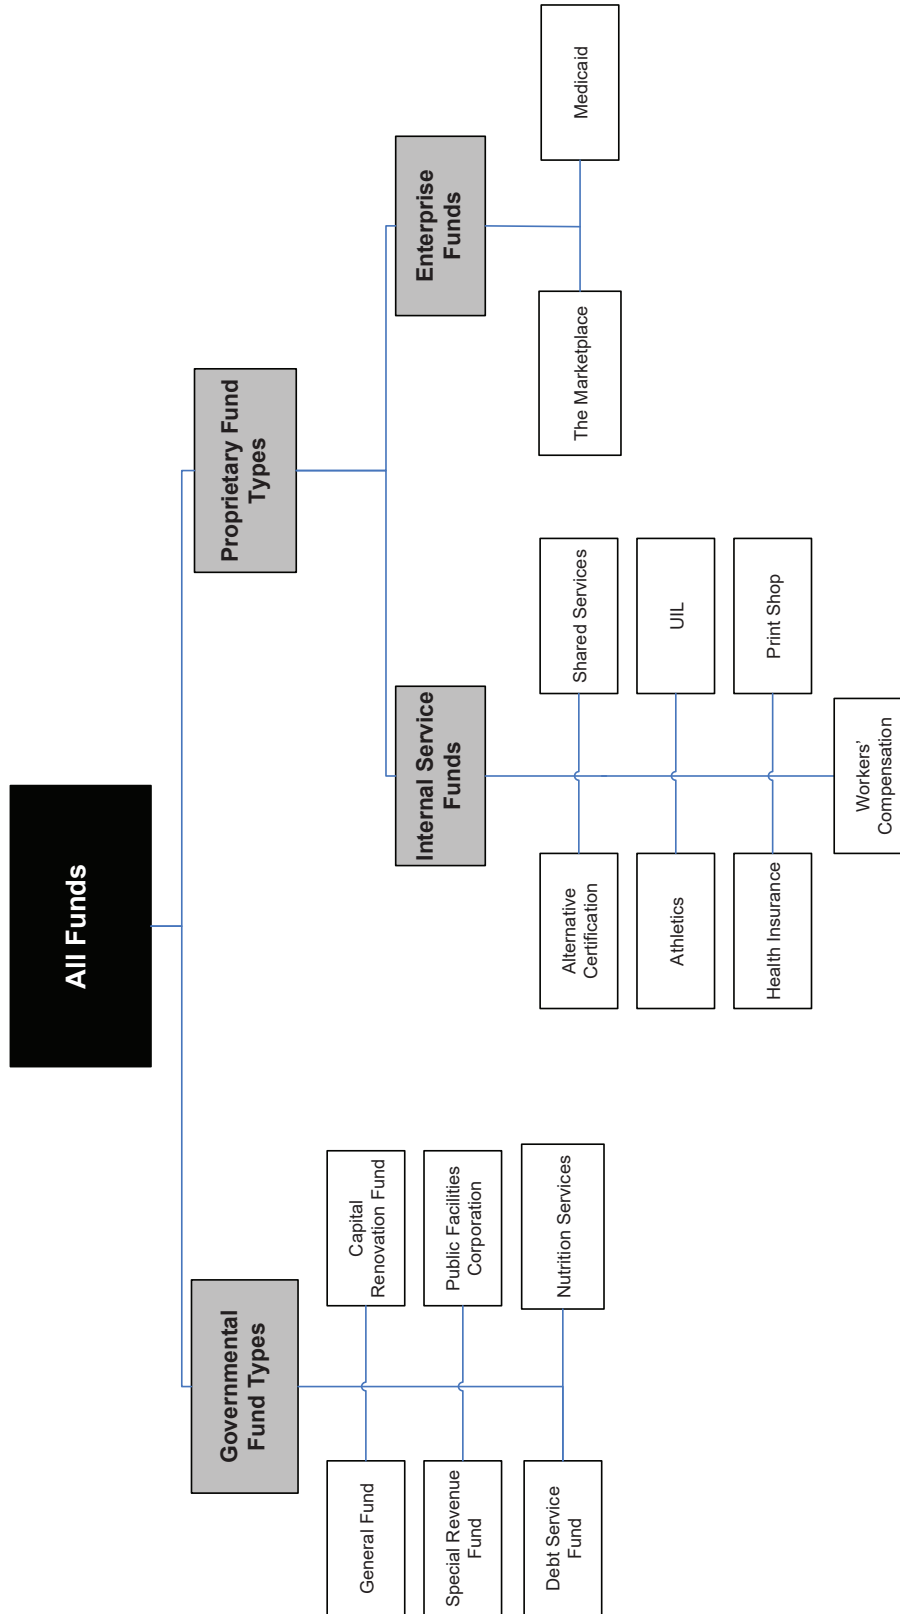 All Funds
Governmental
Fund Types
Proprietary Fund
Types
General Fund
Capital
Renovation Fund
Special Revenue
Fund
Public Facilities
Corporation
Debt Service
Fund
Nutrition Services
Internal Service
Funds
Enterprise
Funds
Alternative
Certification
Shared Services
Athletics
UIL
Health Insurance
Print Shop
Workers'
Compensation
The Marketplace
Medicaid